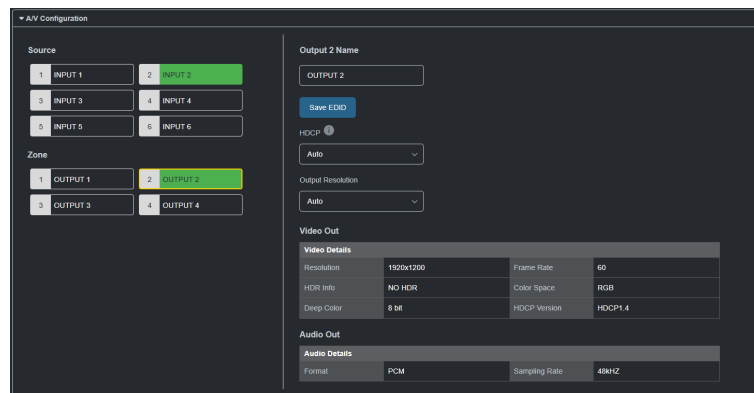 A/V Configuration
Source
1 INPUT 1 2 INPUT 2
3 INPUT 3 4 INPUT 4
5 INPUT 5 6 INPUT 6
Zone
1 OUTPUT 1 2 OUTPUT 2
3 OUTPUT 3 4 OUTPUT 4
Output 2 Name
OUTPUT 2
Save EDID
HDCP
Auto
Output Resolution
Auto
Video Out
Video Details
Resolution 1920x1200 Frame Rate 60
HDR Info NO HDR Color Space RGB
Deep Color 8 bit HDCP Version HDCP1.4
Audio Out
Audio Details
Format PCM Sampling Rate 48kHZ